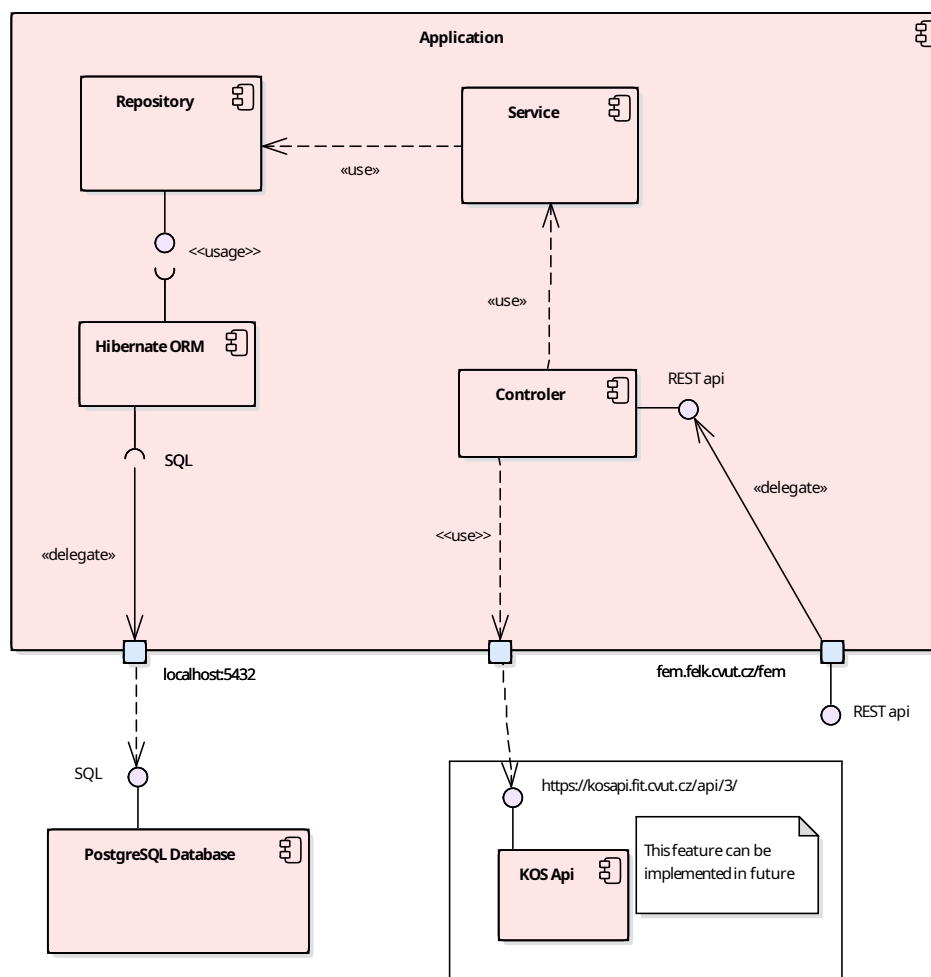 Application
Repository
Service
«use»
<<usage>>
«use»
Hibernate ORM
REST api
Controler
SQL
«delegate»
<<use>>
«delegate»
localhost:5432
fem.felk.cvut.cz/fem
REST api
SQL
https://kosapi.fit.cvut.cz/api/3/
PostgreSQL Database
KOS Api
This feature can be
implemented in future